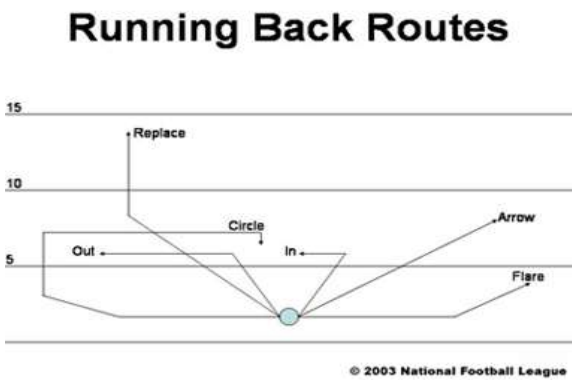 Running Back Routes
15
Replace
10
Arrow
Circle
Out
In
5
Flare
© 2003 National Football League